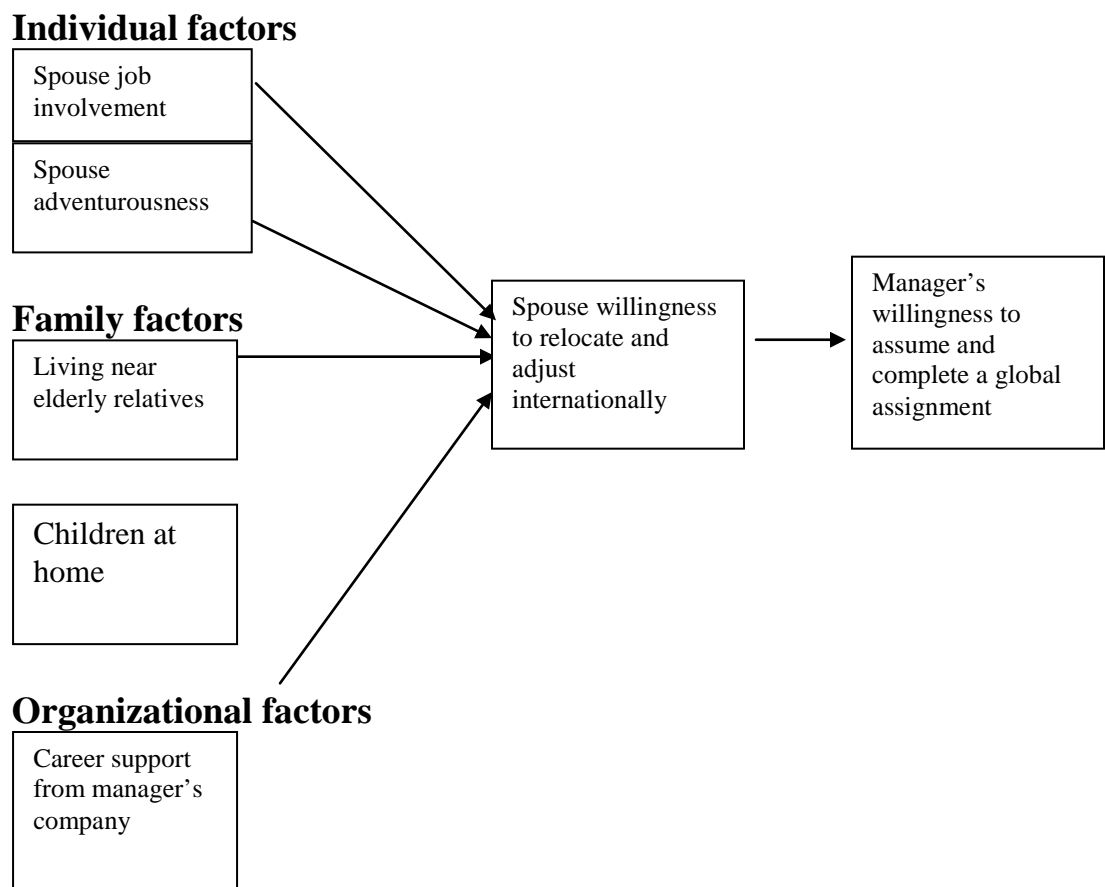 Individual factors
Spouse job
involvement
Spouse
adventurousness
Family factors
Living near
elderly relatives
Children at
home
Organizational factors
Career support
from manager’s
company
Spouse willingness
to relocate and
adjust
internationally
Manager’s
willingness to
assume and
complete a global
assignment